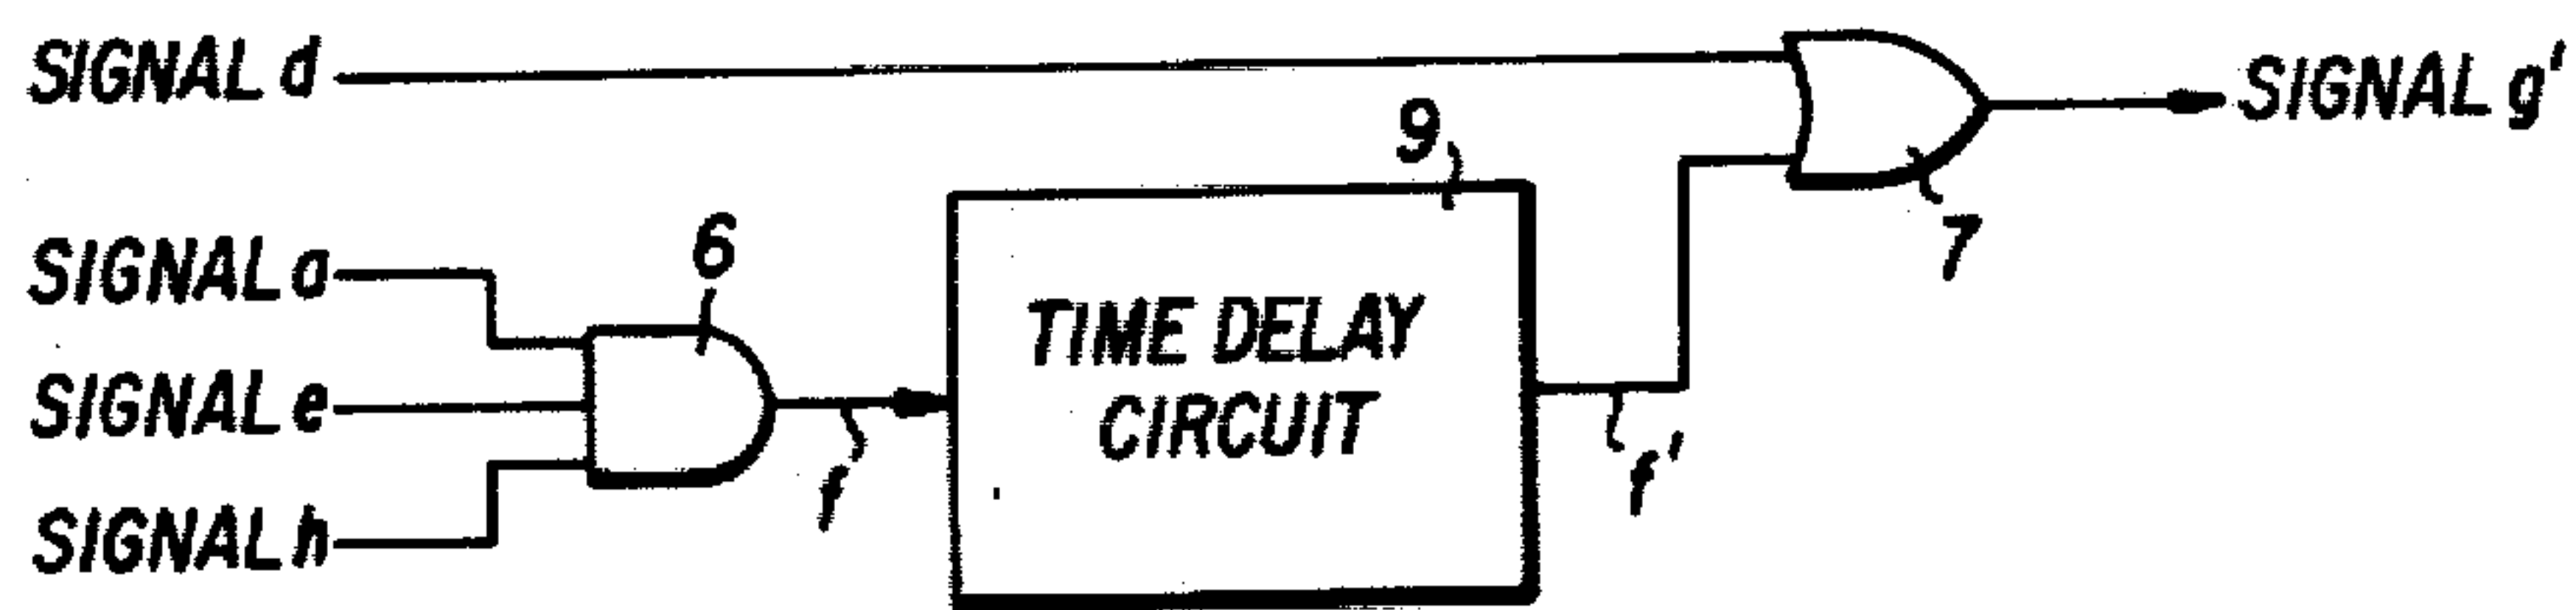 SIGNAL d
SIGNAL g'
9
7
SIGNAL a
6
TIME DELAY
CIRCUIT
SIGNAL e
f
f'
SIGNAL h